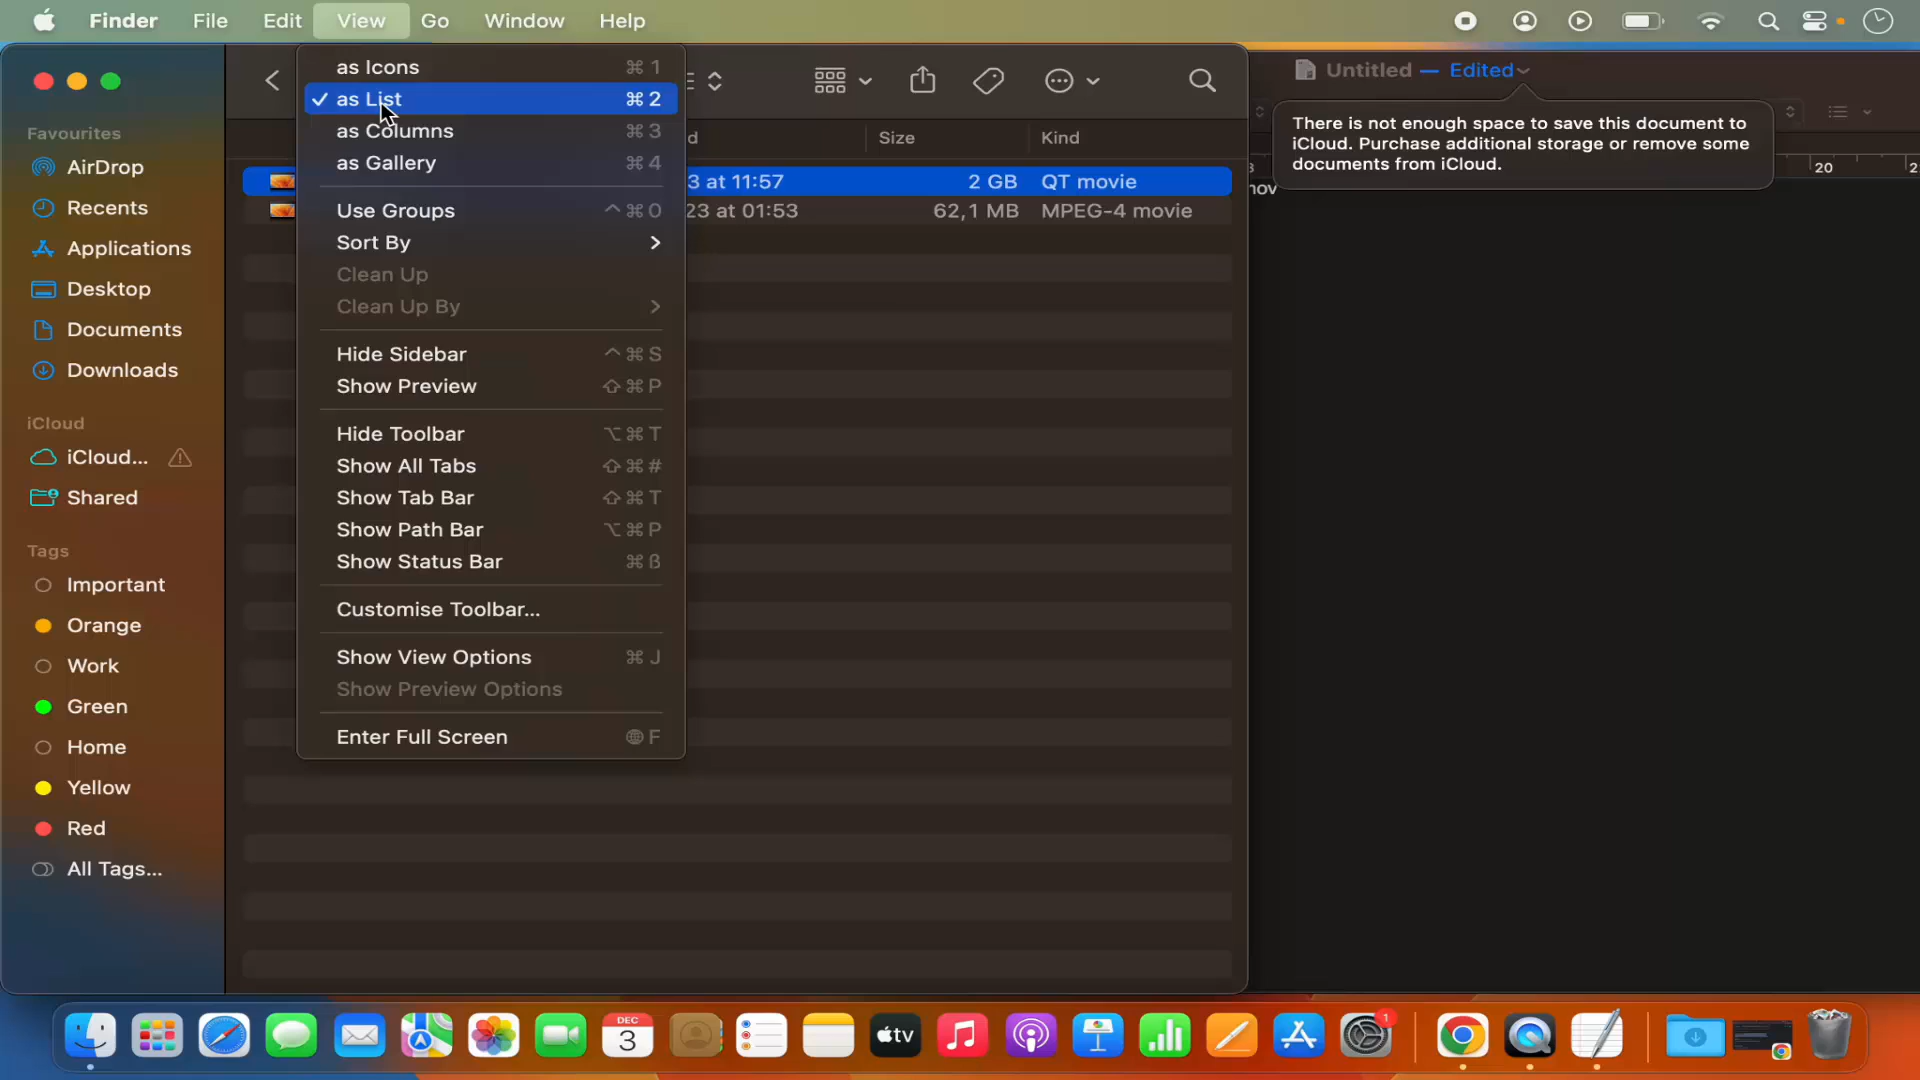 Finder File Edit View Go Window Help
Untitled — Edited
There is not enough space to save this document to
iCloud. Purchase additional storage or remove some
documents from iCloud.
20
Favourites
AirDrop
Recents
Applications
Desktop
Documents
Downloads
iCloud
iCloud...
Shared
Tags
Important
Orange
Work
Green
Home
Yellow
Red
All Tags...
as Icons ⌘ 1
✓ as List ⌘ 2
as Columns ⌘ 3
as Gallery ⌘ 4
Use Groups ^ ⌘ 0
Sort By >
Clean Up
Clean Up By >
Hide Sidebar ^ ⌘ S
Show Preview ⇧ ⌘ P
Hide Toolbar ⌥ ⌘ T
Show All Tabs ⇧ ⌘ #
Show Tab Bar ⇧ ⌘ T
Show Path Bar ⌥ ⌘ P
Show Status Bar ⌘ ß
Customise Toolbar...
Show View Options ⌘ J
Show Preview Options
Enter Full Screen F
d Size Kind
3 at 11:57 2 GB QT movie
23 at 01:53 62,1 MB MPEG-4 movie
nov
DEC
3
tv
1